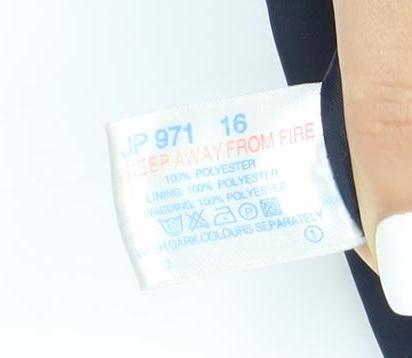 JP 971 16
KEEP AWAY FROM FIRE
100% POLYESTER
LINING: 100% POLYESTER
WADDING: 100% POLYESTER
P
WASH DARK COLOURS SEPARATELY
1